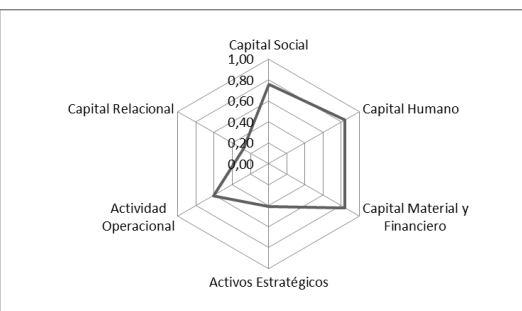 Capital Social
1,00
0,80
0,60
0,40
0,20
0,00
Capital Relacional
Capital Humano
Actividad
Operacional
Capital Material y
Financiero
Activos Estratégicos